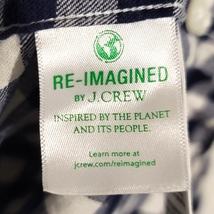 RE-IMAGINED
BY J.CREW
INSPIRED BY THE PLANET
AND ITS PEOPLE.
Learn more at
jcrew.com/reimagined